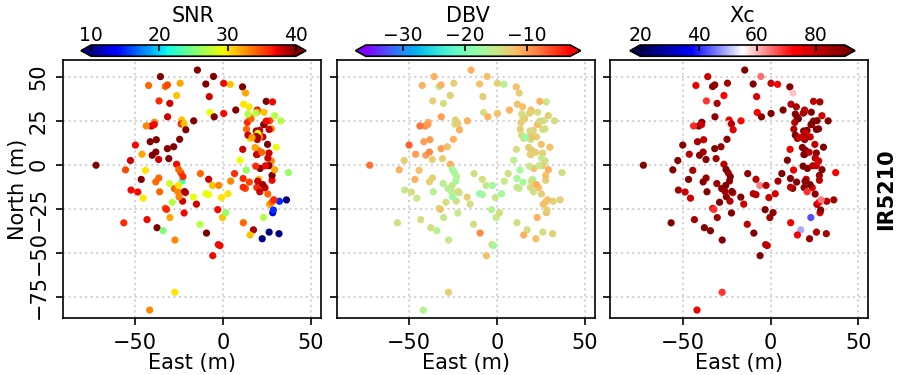 SNR
10 20 30 40
DBV
−30 −20 −10
Xc
20 40 60 80
North (m)
50
25
0
−25
−50
−75
−50 0 50
East (m)
−50 0 50
East (m)
−50 0 50
East (m)
IR5210